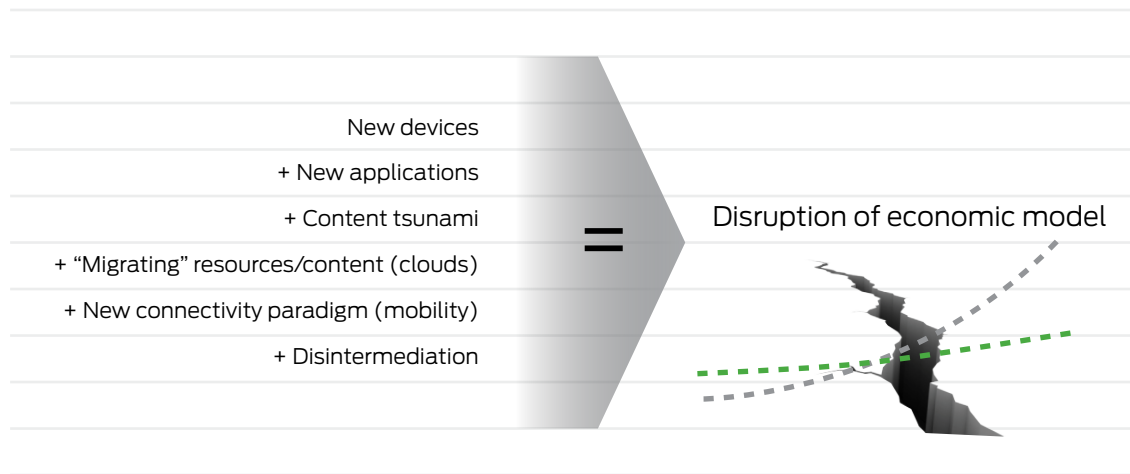 New devices
+ New applications
+ Content tsunami
+ “Migrating” resources/content (clouds)
+ New connectivity paradigm (mobility)
+ Disintermediation
=
Disruption of economic model